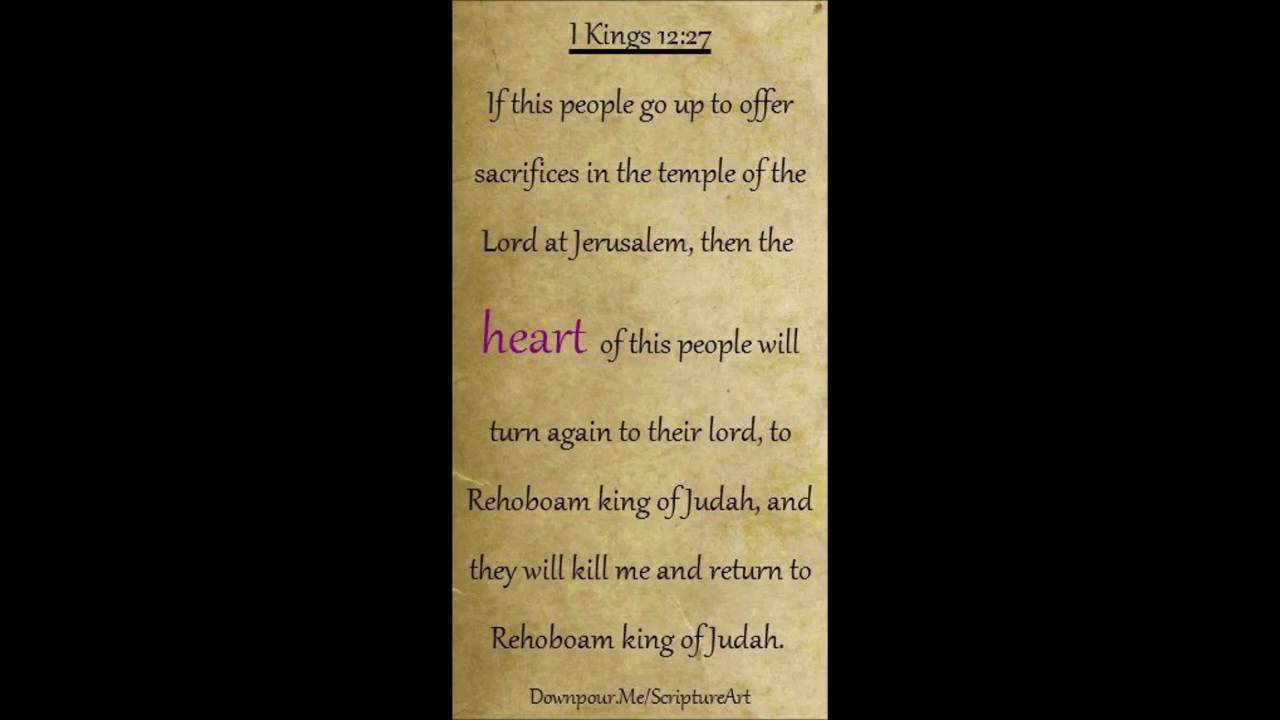 1 Kings 12:27
If this people go up to offer
sacrifices in the temple of the
Lord at Jerusalem, then the
heart of this people will
turn again to their lord, to
Rehoboam king of Judah, and
they will kill me and return to
Rehoboam king of Judah.
Downpour.Me/ScriptureArt